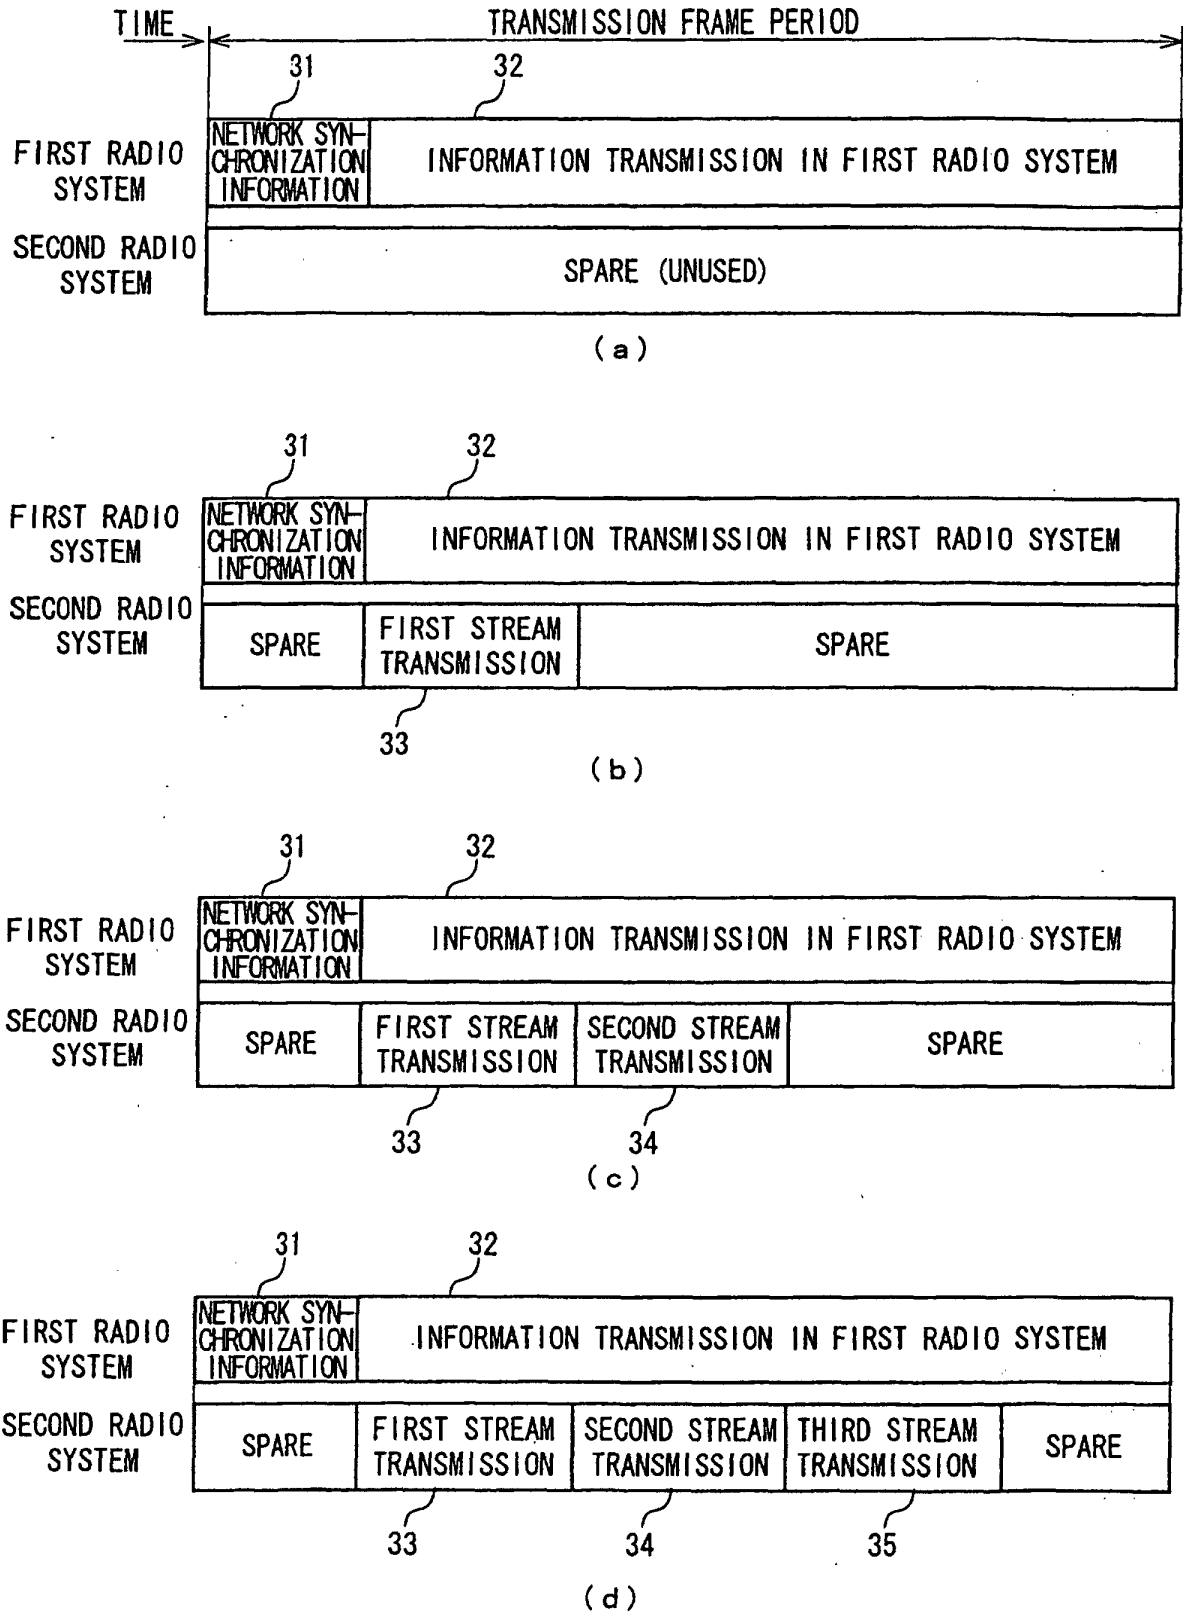 TIME
TRANSMISSION FRAME PERIOD
31
32
FIRST RADIO
SYSTEM
NETWORK SYN-
CHRONIZATION
INFORMATION
INFORMATION TRANSMISSION IN FIRST RADIO SYSTEM
SECOND RADIO
SYSTEM
SPARE (UNUSED)
(a)
31
32
FIRST RADIO
SYSTEM
NETWORK SYN-
CHRONIZATION
INFORMATION
INFORMATION TRANSMISSION IN FIRST RADIO SYSTEM
SECOND RADIO
SYSTEM
SPARE
FIRST STREAM
TRANSMISSION
SPARE
33
(b)
31
32
FIRST RADIO
SYSTEM
NETWORK SYN-
CHRONIZATION
INFORMATION
INFORMATION TRANSMISSION IN FIRST RADIO SYSTEM
SECOND RADIO
SYSTEM
SPARE
FIRST STREAM
TRANSMISSION
SECOND STREAM
TRANSMISSION
SPARE
33
34
(c)
31
32
FIRST RADIO
SYSTEM
NETWORK SYN-
CHRONIZATION
INFORMATION
INFORMATION TRANSMISSION IN FIRST RADIO SYSTEM
SECOND RADIO
SYSTEM
SPARE
FIRST STREAM
TRANSMISSION
SECOND STREAM
TRANSMISSION
THIRD STREAM
TRANSMISSION
SPARE
33
34
35
(d)